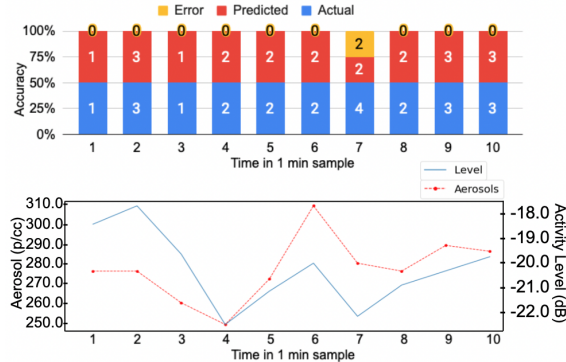 Error Predicted Actual
100%
75%
50%
25%
0%
Accuracy
0 0 0 0 0 0 2 0 0 0
1 3 1 2 2 2 2 2 3 3
1 3 1 2 2 2 4 2 3 3
1 2 3 4 5 6 7 8 9 10
Time in 1 min sample
Level
Aerosols
310.0
300.0
290.0
280.0
270.0
260.0
250.0
Aerosol (p/cc)
-18.0
-19.0
-20.0
-21.0
-22.0
Activity Level (dB)
1 2 3 4 5 6 7 8 9 10
Time in 1 min sample